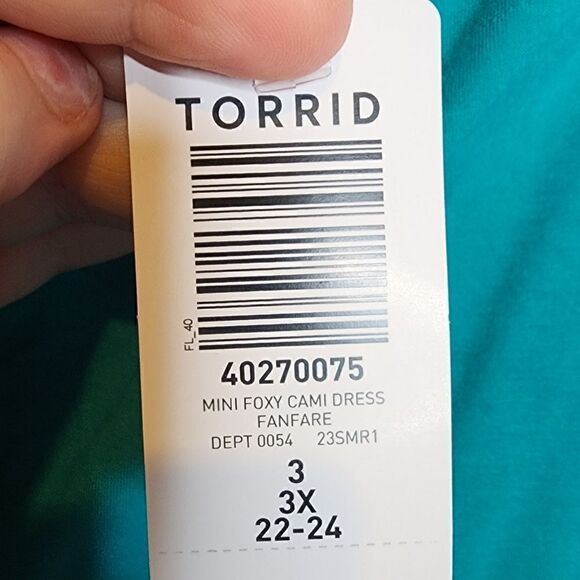 TORRID
FL_40
40270075
MINI FOXY CAMI DRESS
FANFARE
DEPT 0054 23SMR1
3
3X
22-24